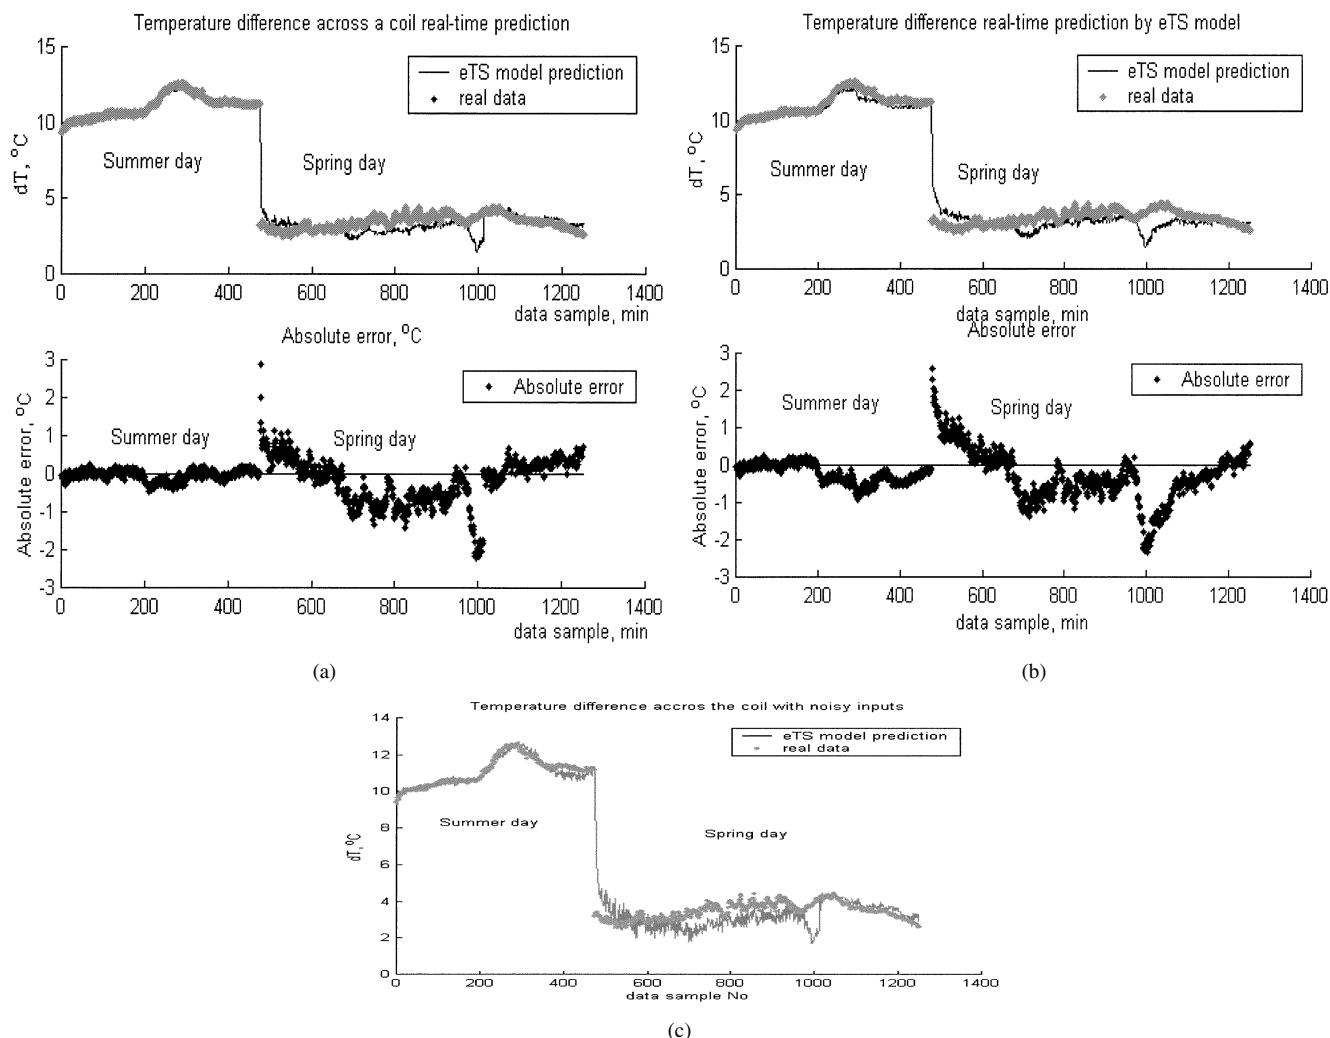 Temperature difference across a coil real-time prediction
15
10
5
0
dT, °C
eTS model prediction
real data
Summer day
Spring day
0 200 400 600 800 1000 1200 1400
data sample, min
Absolute error, °C
3
2
1
0
-1
-2
-3
Absolute error, °C
Absolute error
Summer day
Spring day
0 200 400 600 800 1000 1200 1400
data sample, min
(a)
Temperature difference real-time prediction by eTS model
15
10
5
0
dT, °C
eTS model prediction
real data
Summer day
Spring day
0 200 400 600 800 1000 1200 1400
data sample, min
Absolute error
3
2
1
0
-1
-2
-3
Absolute error, °C
Absolute error
Summer day
Spring day
0 200 400 600 800 1000 1200 1400
data sample, min
(b)
Temperature difference accros the coil with noisy inputs
14
12
10
8
6
4
2
0
dT,°C
eTS model prediction
real data
Summer day
Spring day
0 200 400 600 800 1000 1200 1400
data sample No
(c)